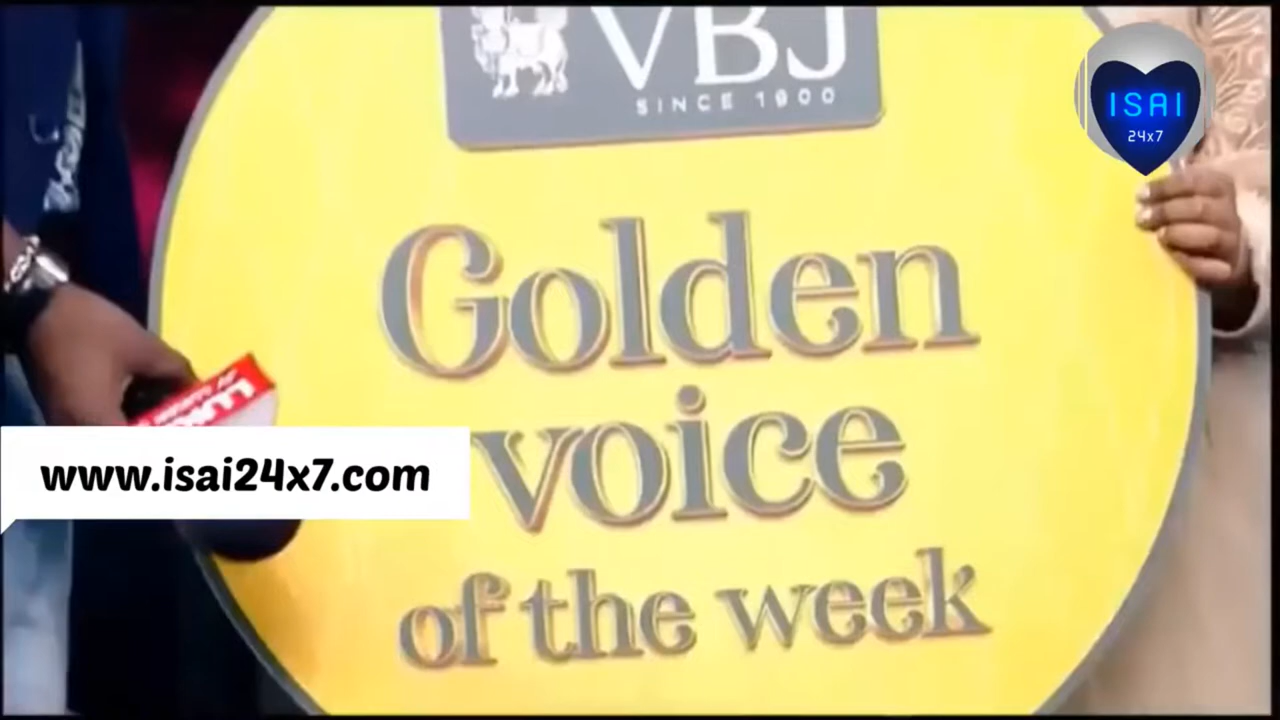 VBJ
SINCE 1900
ISAI
24x7
Golden
voice
of the week
www.isai24x7.com